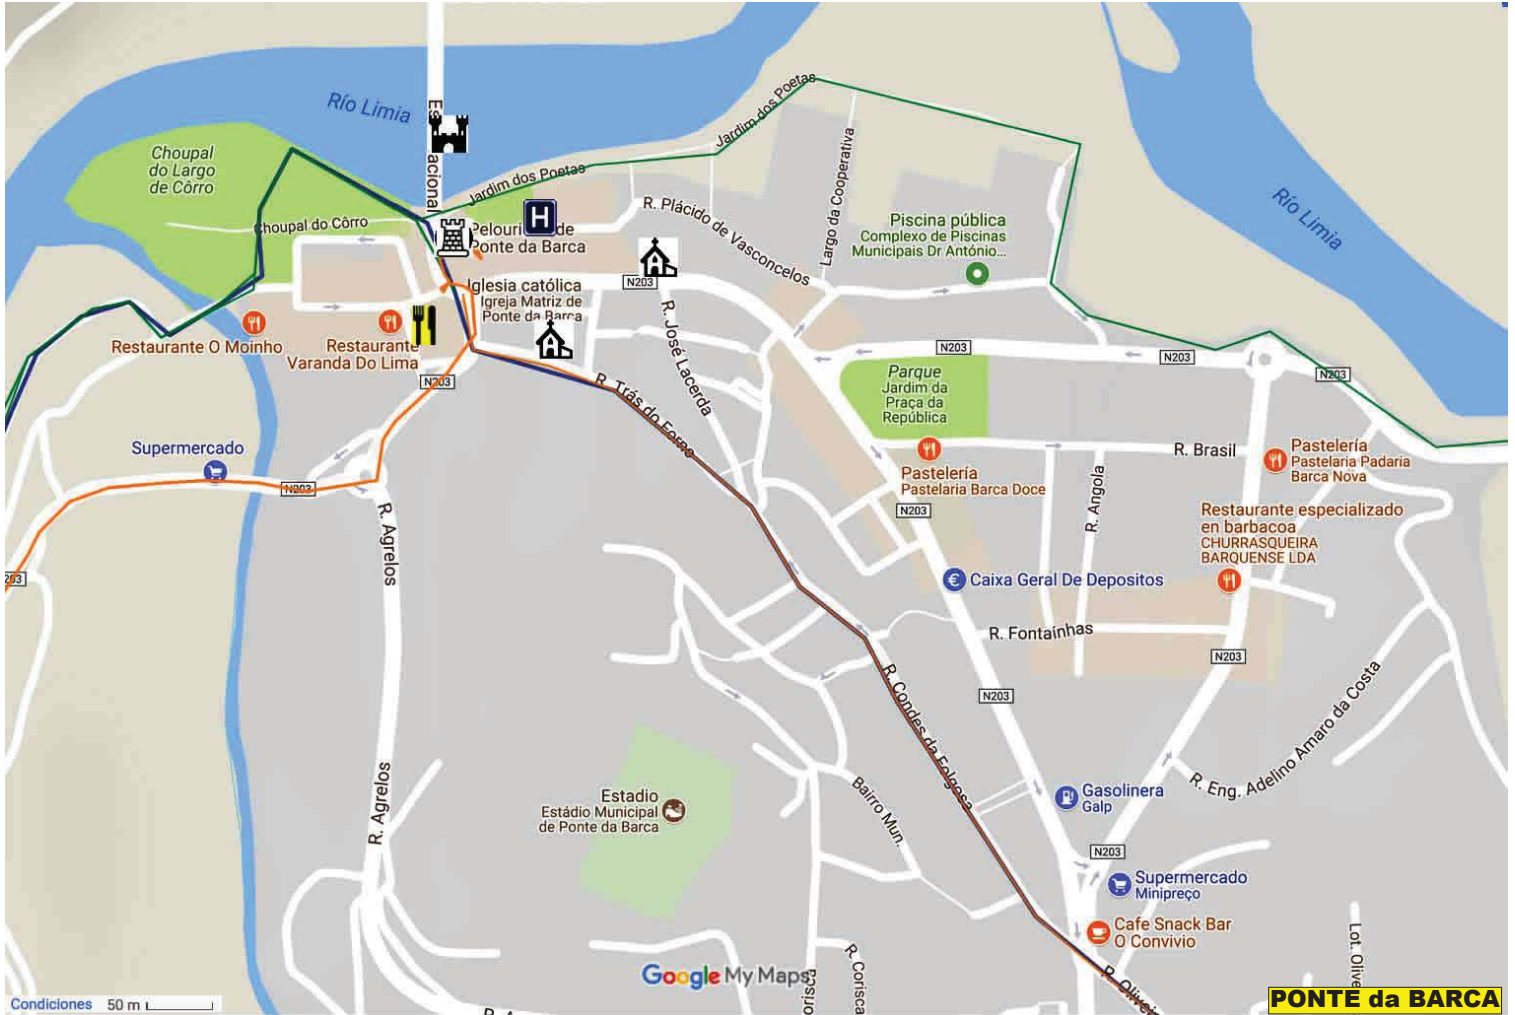 Río Limia
Jardim dos Poetas
Choupal
do Largo
de Côrro
Jardim dos Poetas
R. Plácido de Vasconcelos
Largo da Cooperativa
Piscina pública
Complexo de Piscinas
Municipais Dr António...
Río Limia
H
Choupal do Côrro
Ponte da Barca
N203
Iglesia católica
Igreja Matriz de
Ponte da Barca
R. José Lacerda
Restaurante O Moinho
Restaurante
Varanda Do Lima
N203
N203
N203
N203
R. Trás do Forno
Parque
Jardim da
Praça da
República
Supermercado
N203
R. Brasil
Pastelería
Pastelaria Padaria
Barca Nova
Pastelería
Pastelaria Barca Doce
N203
R. Angola
Restaurante especializado
en barbacoa
CHURRASQUEIRA
BARQUENSE LDA
R. Agrelos
€
Caixa Geral De Depositos
R. Fontaínhas
N203
N203
R. Condes da Folgosa
R. Eng. Adelino Amaro da Costa
Estadio
Estádio Municipal
de Ponte da Barca
R. Agrelos
Bairro Mun.
Gasolinera
Galp
N203
Supermercado
Minipreço
Cafe Snack Bar
O Convivio
R. Corisca
Google My Maps
Condiciones 50 m
PONTE da BARCA